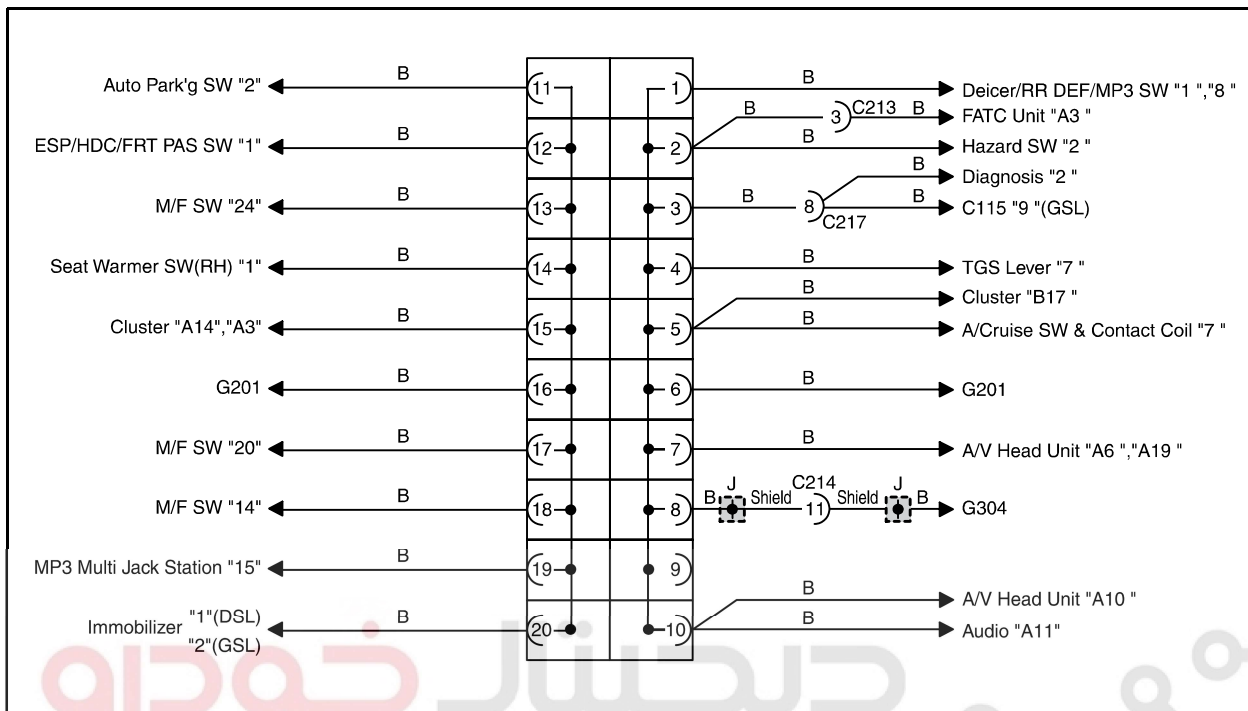 Auto Park'g SW "2" B 11 1 B Deicer/RR DEF/MP3 SW "1 ","8 "
B 3 C213 B FATC Unit "A3 "
ESP/HDC/FRT PAS SW "1" B 12 2 B Hazard SW "2 "
B Diagnosis "2 "
M/F SW "24" B 13 3 B 8 C217 B C115 "9 "(GSL)
Seat Warmer SW(RH) "1" B 14 4 B TGS Lever "7 "
B Cluster "B17 "
Cluster "A14","A3" B 15 5 B A/Cruise SW & Contact Coil "7 "
G201 B 16 6 B G201
M/F SW "20" B 17 7 B A/V Head Unit "A6 ","A19 "
M/F SW "14" B 18 8 B J Shield C214 11 Shield J B G304
MP3 Multi Jack Station "15" B 19 9
B A/V Head Unit "A10 "
Immobilizer "1"(DSL) "2"(GSL) B 20 10 B Audio "A11"
دیجیتال خودرو